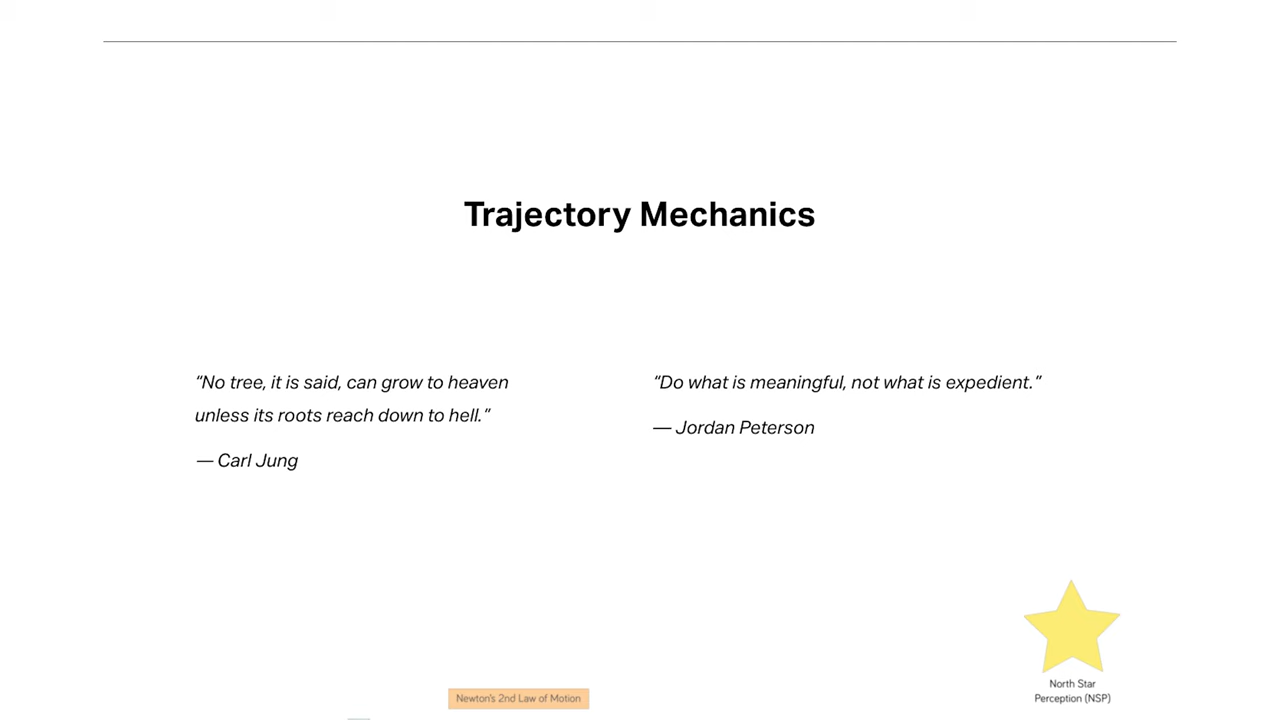 Trajectory Mechanics
“No tree, it is said, can grow to heaven
unless its roots reach down to hell.”
— Carl Jung
“Do what is meaningful, not what is expedient.”
— Jordan Peterson
North Star
Perception (NSP)
Newton's 2nd Law of Motion